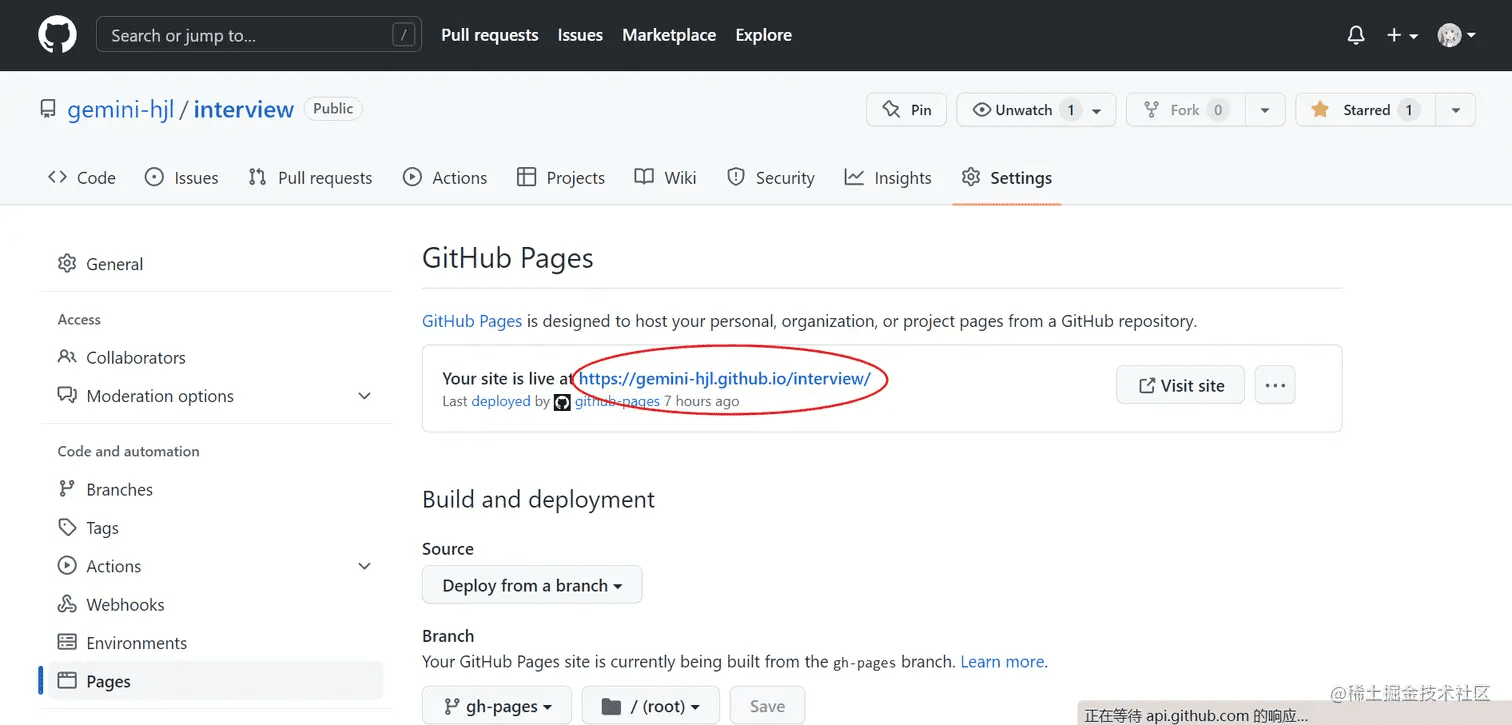 Search or jump to... /
Pull requests Issues Marketplace Explore
gemini-hjl / interview Public
Pin Unwatch 1 Fork 0 Starred 1
Code Issues Pull requests Actions Projects Wiki Security Insights Settings
General
Access
Collaborators
Moderation options
Code and automation
Branches
Tags
Actions
Webhooks
Environments
Pages
GitHub Pages
GitHub Pages is designed to host your personal, organization, or project pages from a GitHub repository.
Your site is live at https://gemini-hjl.github.io/interview/
Last deployed by github-pages 7 hours ago
Visit site
Build and deployment
Source
Deploy from a branch
Branch
Your GitHub Pages site is currently being built from the gh-pages branch. Learn more.
gh-pages / (root) Save
@稀土掘金技术社区
正在等待 api.github.com 的响应...